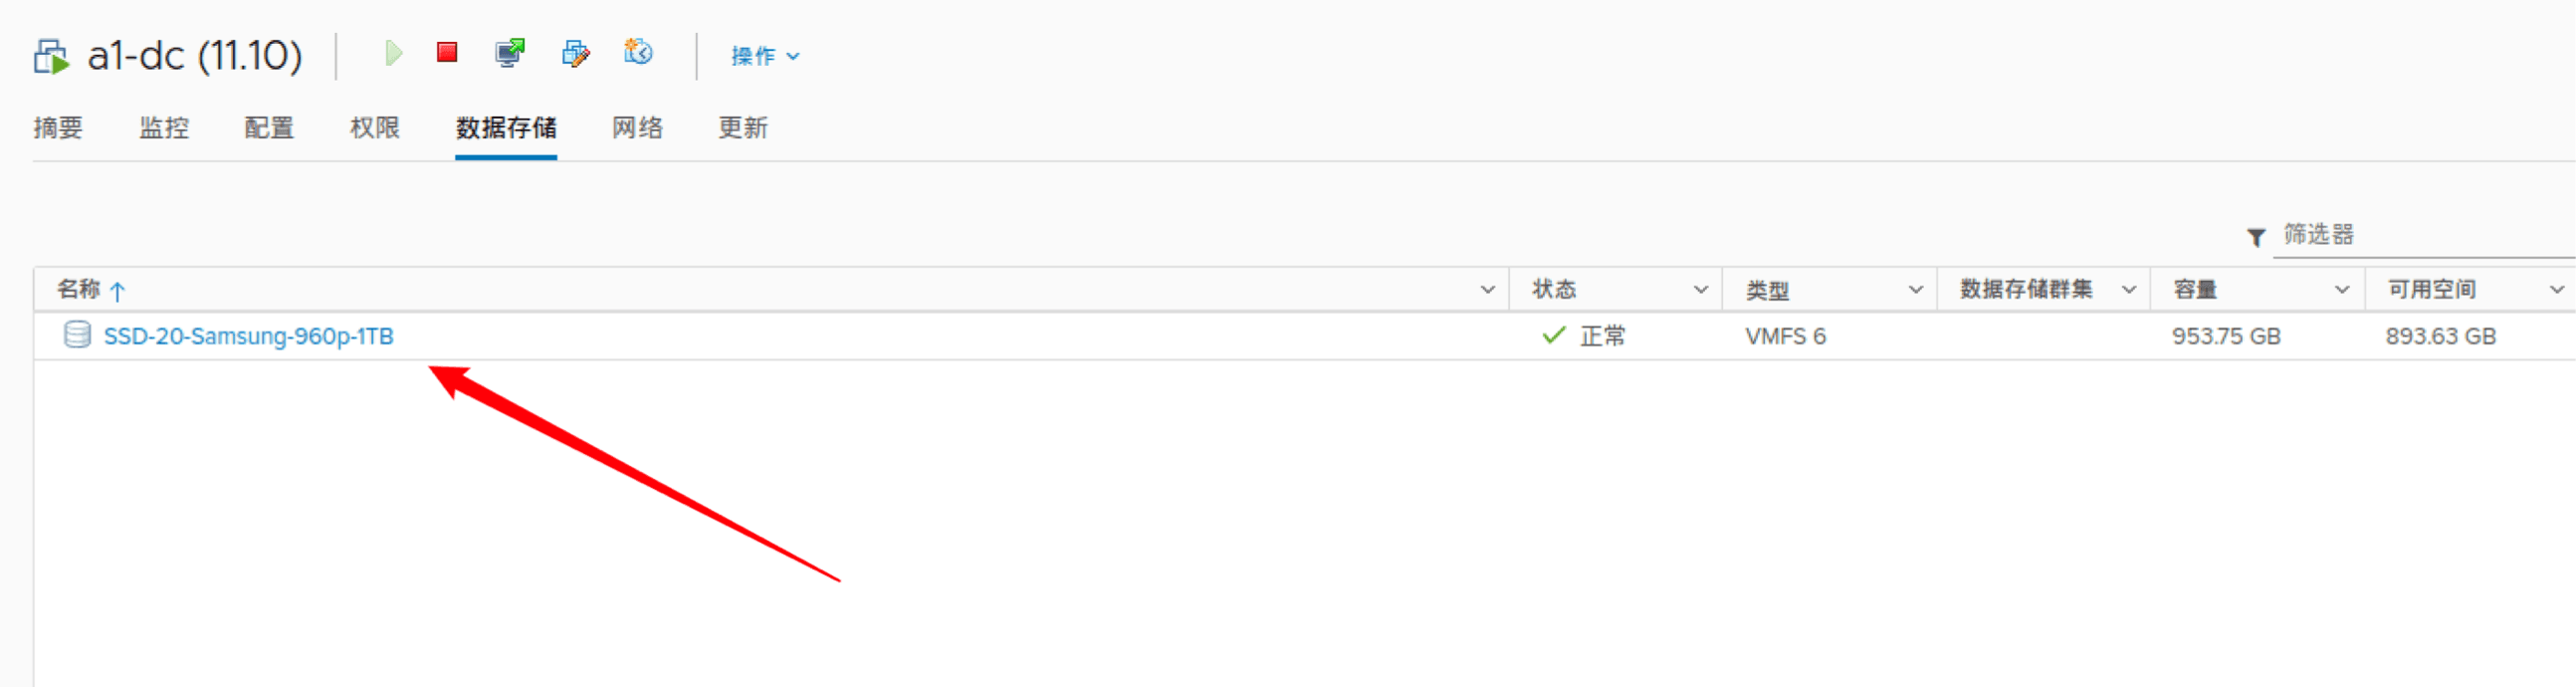 a1-dc (11.10) 操作
摘要 监控 配置 权限 数据存储 网络 更新
筛选器
名称 状态 类型 数据存储群集 容量 可用空间
SSD-20-Samsung-960p-1TB 正常 VMFS 6 953.75 GB 893.63 GB